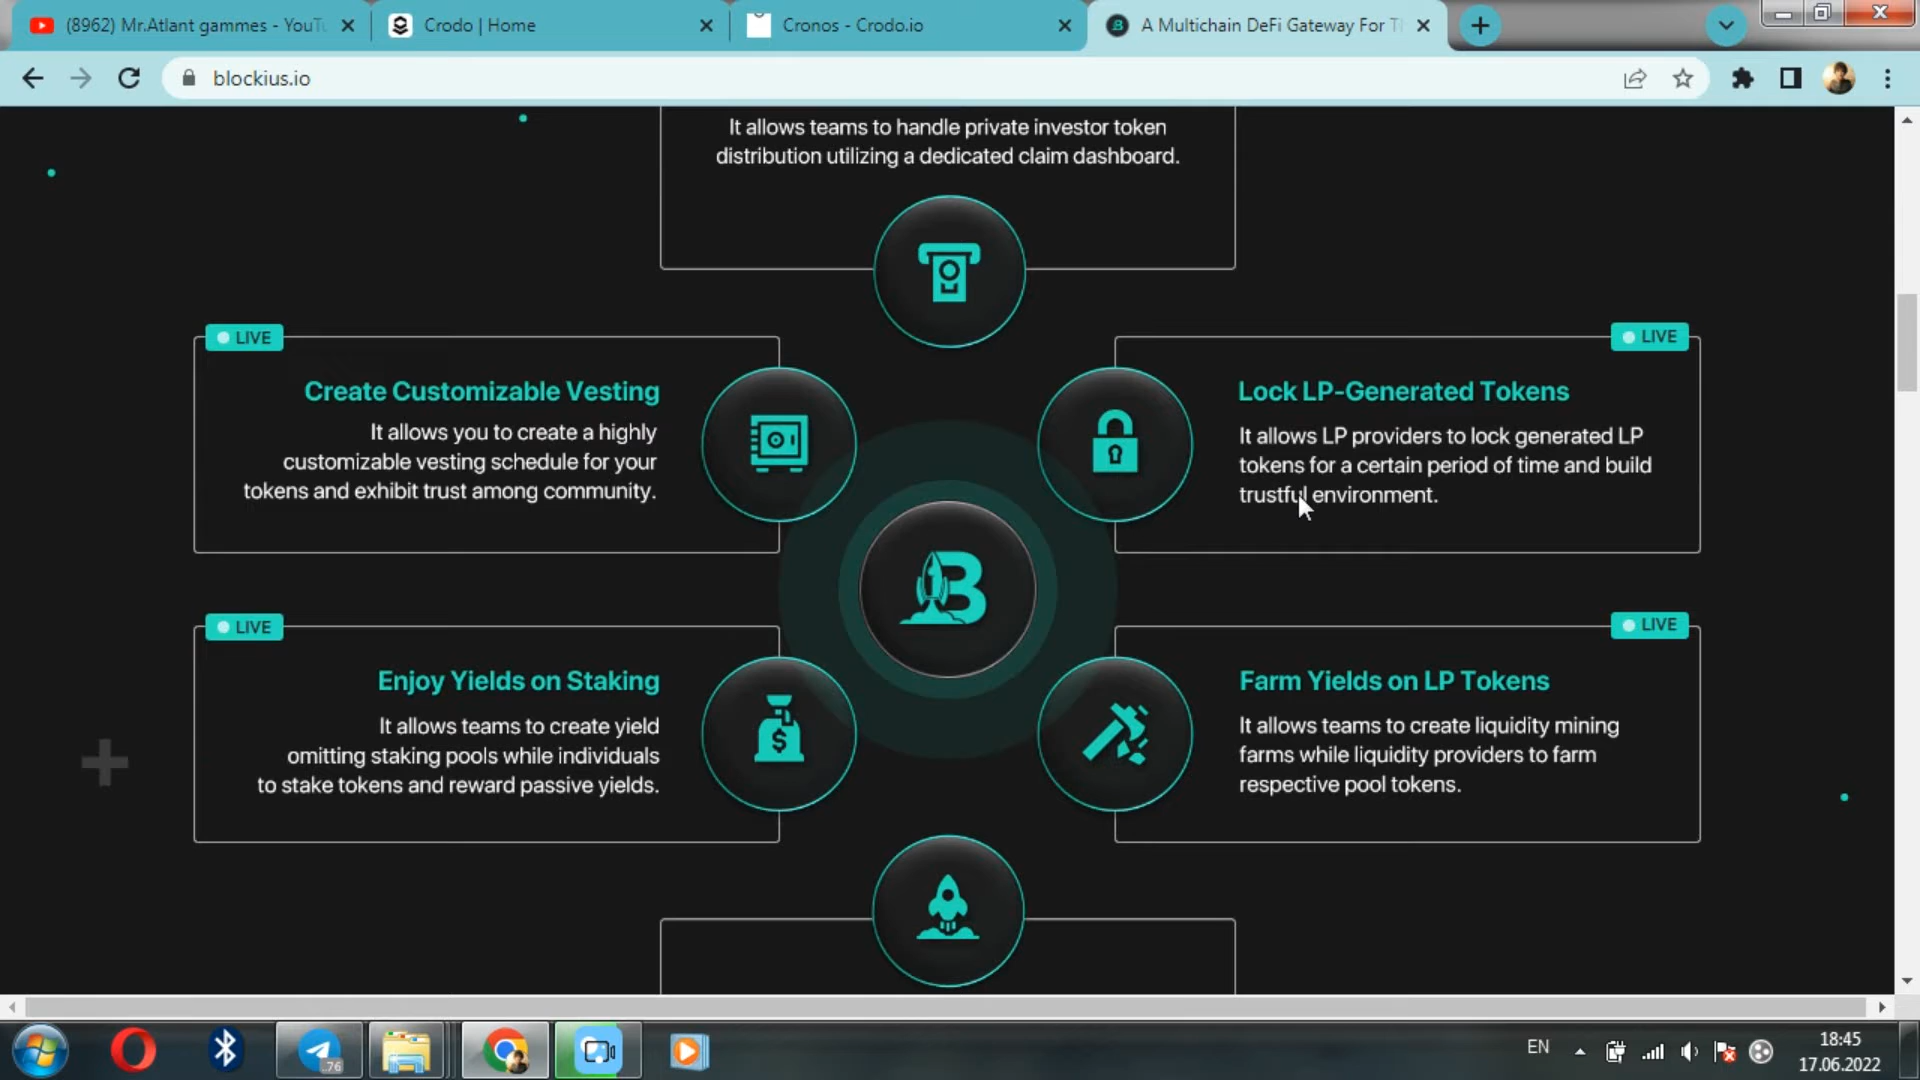 (8962) Mr.Atlant gammes - YouTu
Crodo | Home
Cronos - Crodo.io
A Multichain DeFi Gateway For Th
blockius.io
It allows teams to handle private investor token
distribution utilizing a dedicated claim dashboard.
LIVE
Create Customizable Vesting
It allows you to create a highly
customizable vesting schedule for your
tokens and exhibit trust among community.
LIVE
Lock LP-Generated Tokens
It allows LP providers to lock generated LP
tokens for a certain period of time and build
trustful environment.
B
LIVE
Enjoy Yields on Staking
It allows teams to create yield
omitting staking pools while individuals
to stake tokens and reward passive yields.
LIVE
Farm Yields on LP Tokens
It allows teams to create liquidity mining
farms while liquidity providers to farm
respective pool tokens.
..76
EN
18:45
17.06.2022